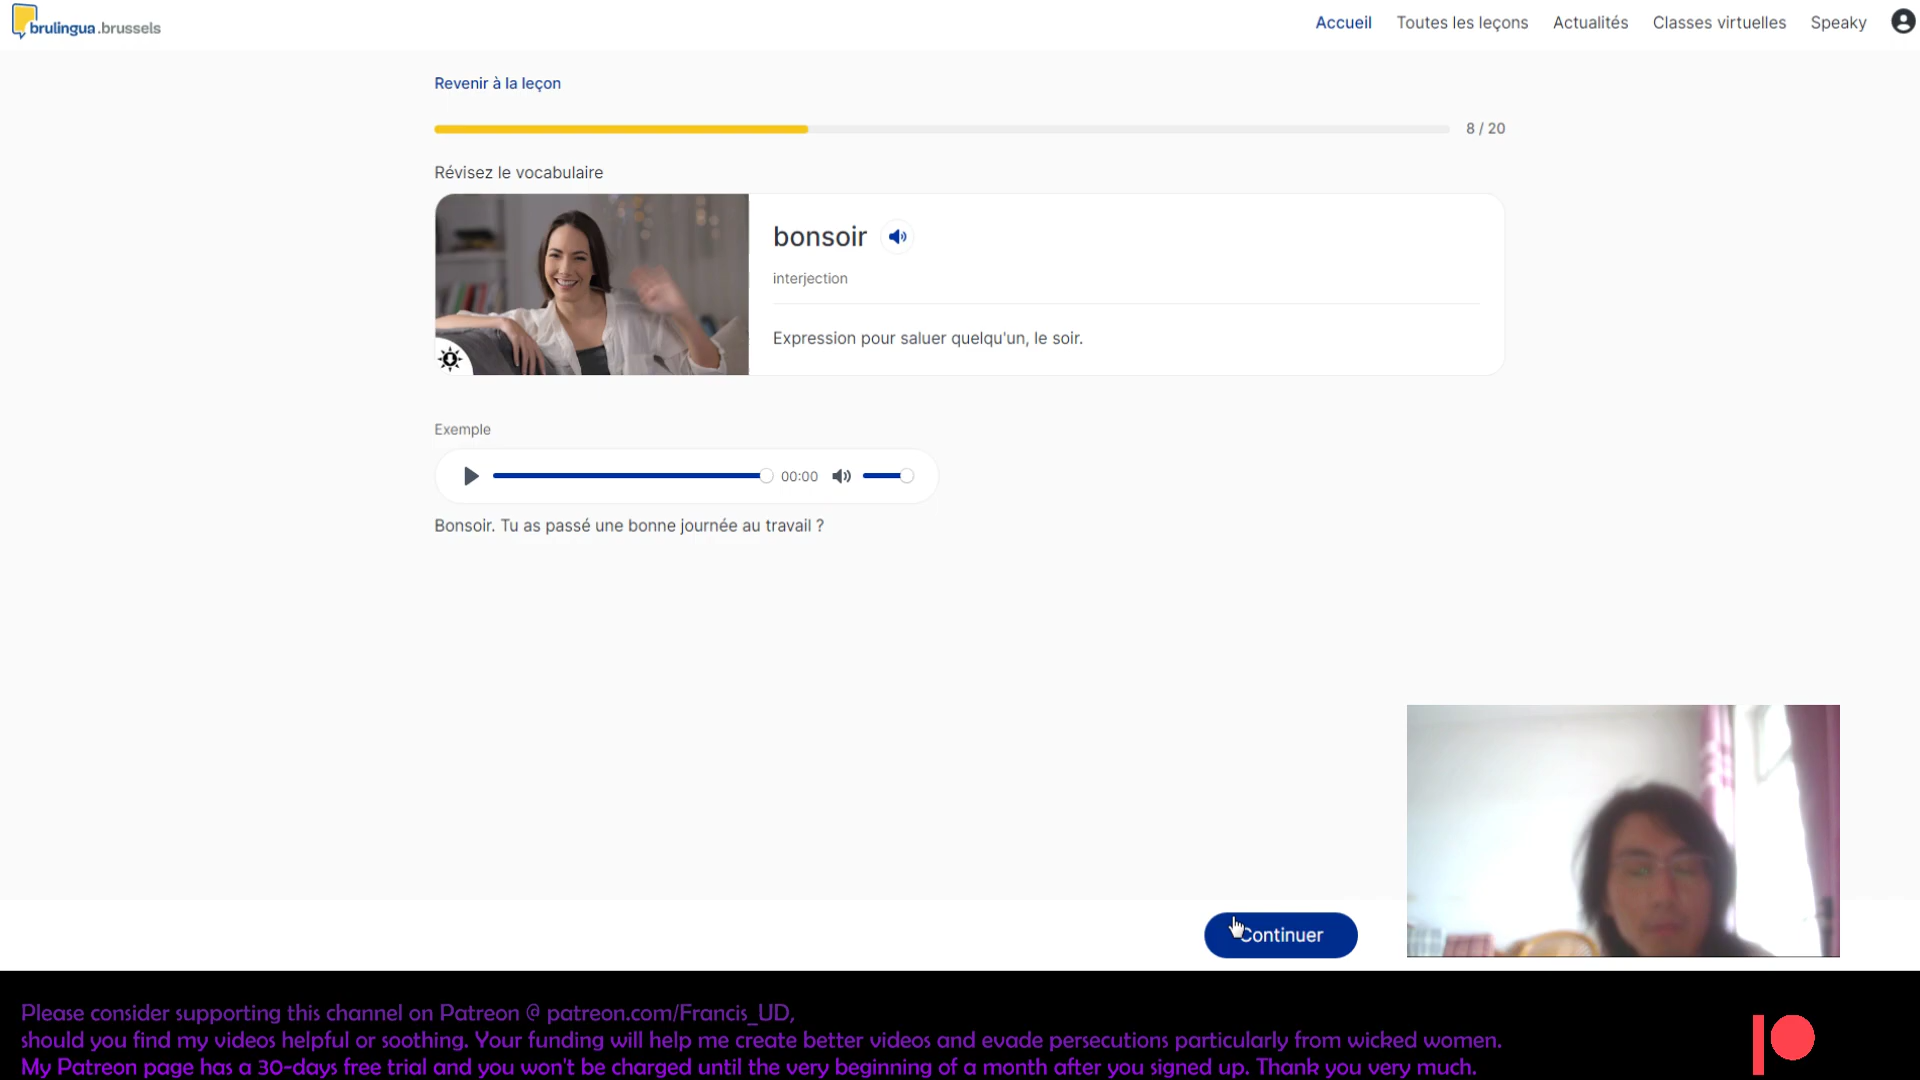 brulingua.brussels
Accueil Toutes les leçons Actualités Classes virtuelles Speaky
Revenir à la leçon
8 / 20
Révisez le vocabulaire
bonsoir
interjection
Expression pour saluer quelqu'un, le soir.
Exemple
00:00
Bonsoir. Tu as passé une bonne journée au travail ?
Continuer
Please consider supporting this channel on Patreon @ patreon.com/Francis_UD,
should you find my videos helpful or soothing. Your funding will help me create better videos and evade persecutions particularly from wicked women.
My Patreon page has a 30-days free trial and you won't be charged until the very beginning of a month after you signed up. Thank you very much.